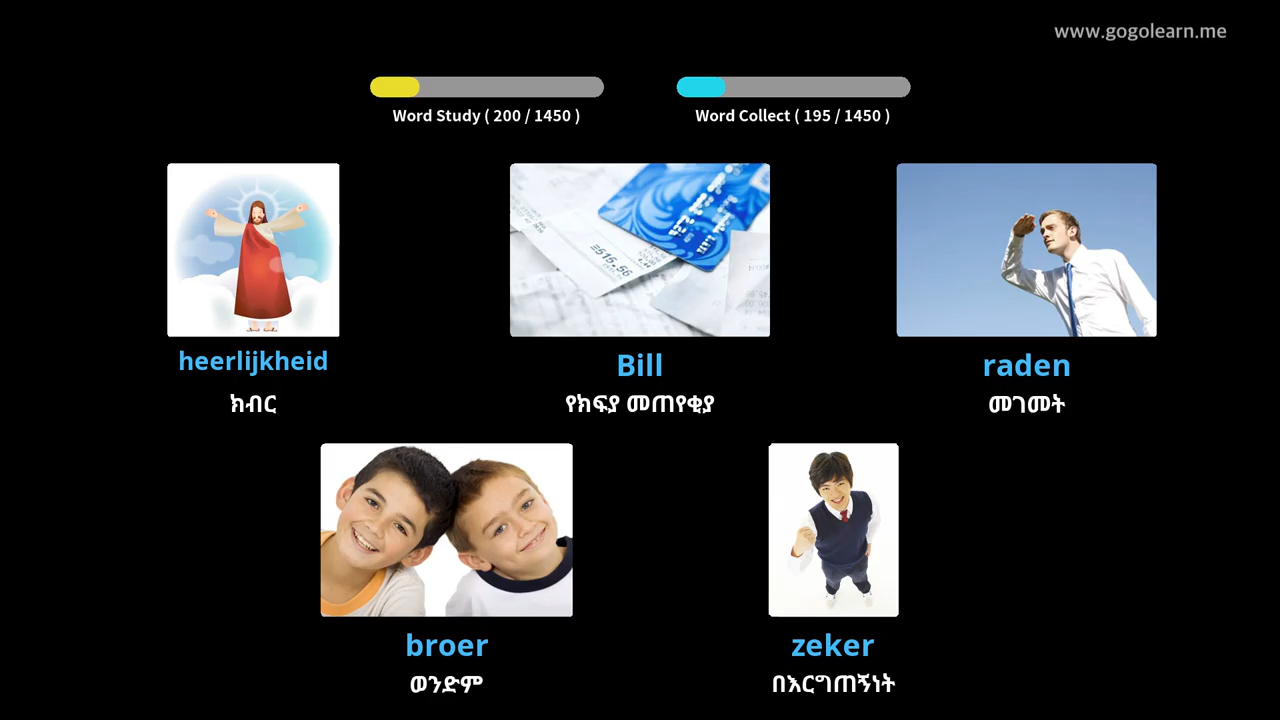 www.gogolearn.me
Word Study ( 200 / 1450 )
Word Collect ( 195 / 1450 )
heerlijkheid
ክብር
Bill
የክፍያ መጠየቂያ
raden
መገመት
broer
ወንድም
zeker
በእርግጠኝነት